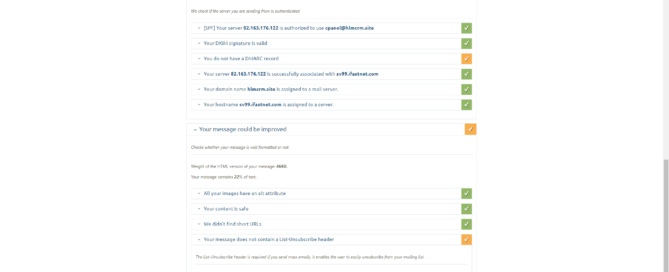 We check if the server you are sending from is authenticated
[SPF] Your server 82.163.176.122 is authorized to use cpanel@hlmcrm.site
Your DKIM signature is valid
You do not have a DMARC record
Your server 82.163.176.122 is successfully associated with sv99.ifastnet.com
Your domain name hlmcrm.site is assigned to a mail server.
Your hostname sv99.ifastnet.com is assigned to a server.
Your message could be improved
Checks whether your message is well formatted or not
Weight of the HTML version of your message:
Your message contains 22% of text.
All your images have an alt attribute
Your content is safe
We didn't find short URLs
Your message does not contain a List-Unsubscribe header
The List-Unsubscribe header is required if you send mass emails, it enables the user to easily unsubscribe from your mailing list.